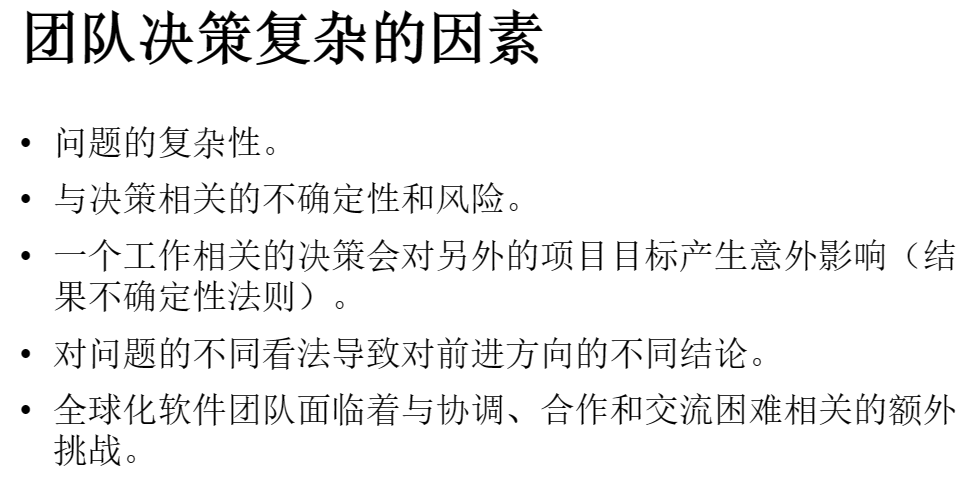 团队决策复杂的因素
• 问题的复杂性。
• 与决策相关的不确定性和风险。
• 一个工作相关的决策会对另外的项目目标产生意外影响（结
果不确定性法则）。
• 对问题的不同看法导致对前进方向的不同结论。
• 全球化软件团队面临着与协调、合作和交流困难相关的额外
挑战。